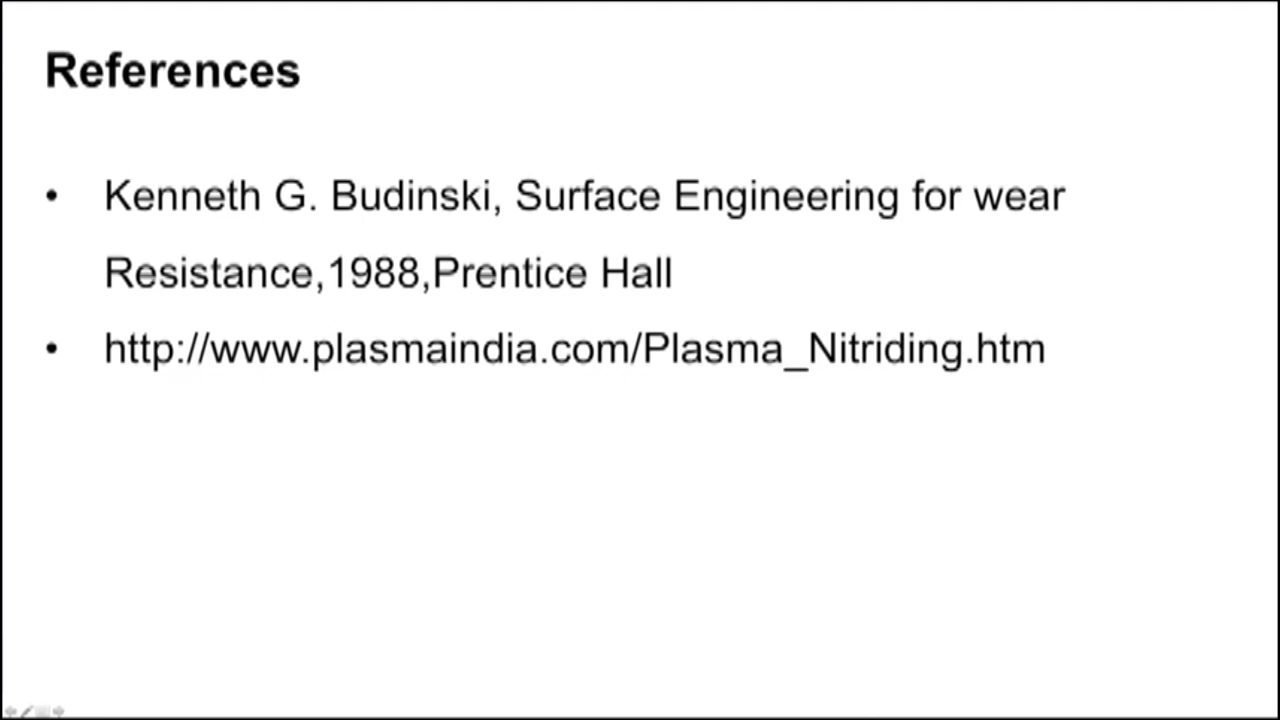 References
• Kenneth G. Budinski, Surface Engineering for wear
Resistance,1988,Prentice Hall
• http://www.plasmaindia.com/Plasma_Nitriding.htm